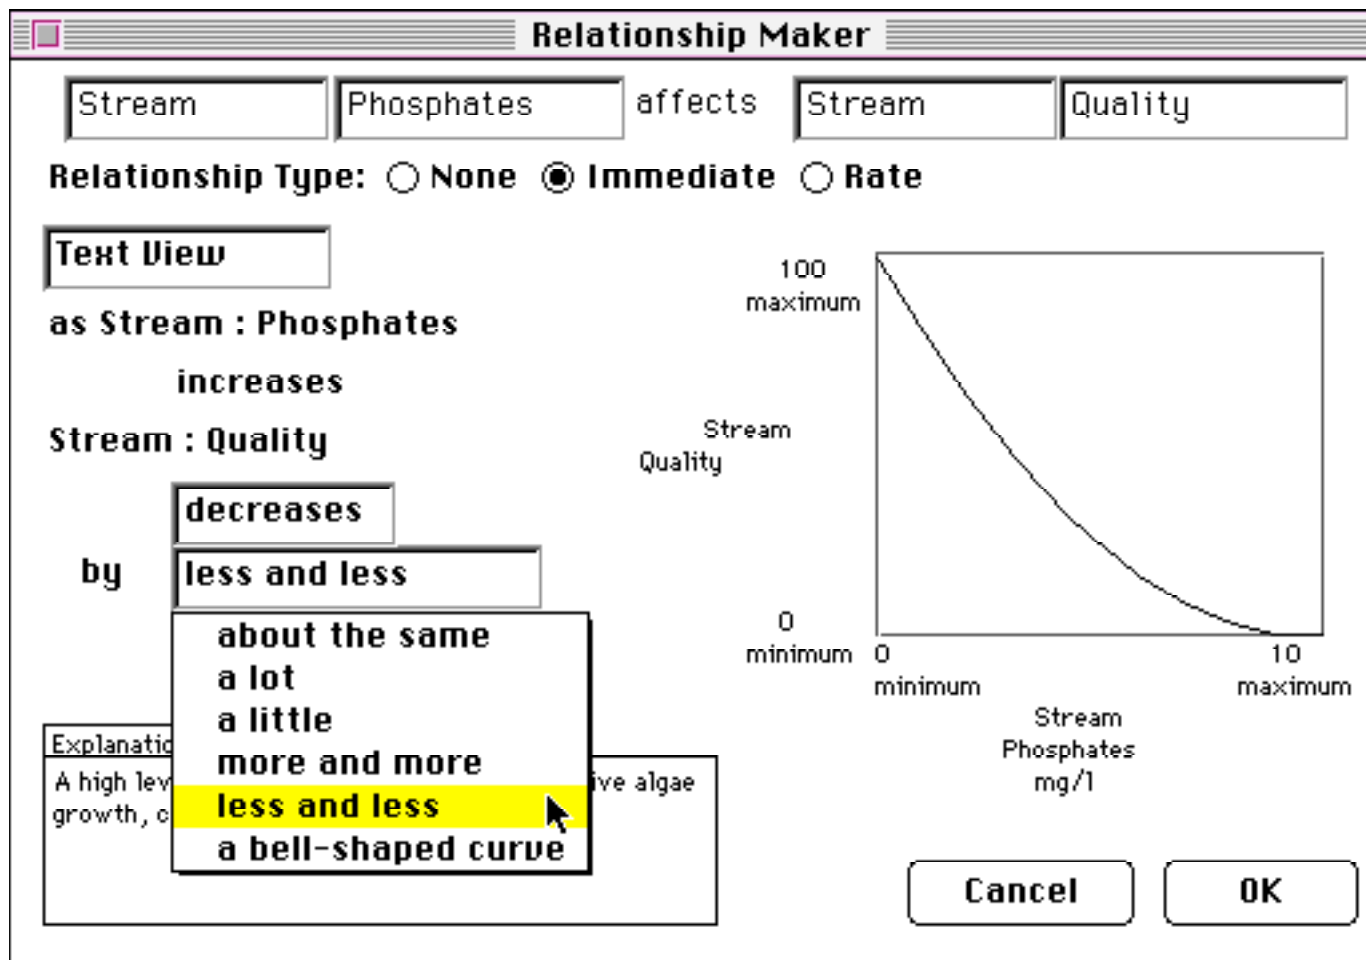 Relationship Maker
Stream Phosphates affects Stream Quality
Relationship Type: None Immediate Rate
Text View
as Stream : Phosphates
increases
Stream : Quality
decreases
by less and less
about the same
a lot
a little
more and more
less and less
a bell-shaped curve
A high
algae
growth,
100
maximum
Stream
Quality
0
minimum
0
minimum
10
maximum
Stream
Phosphates
mg/l
Cancel
OK